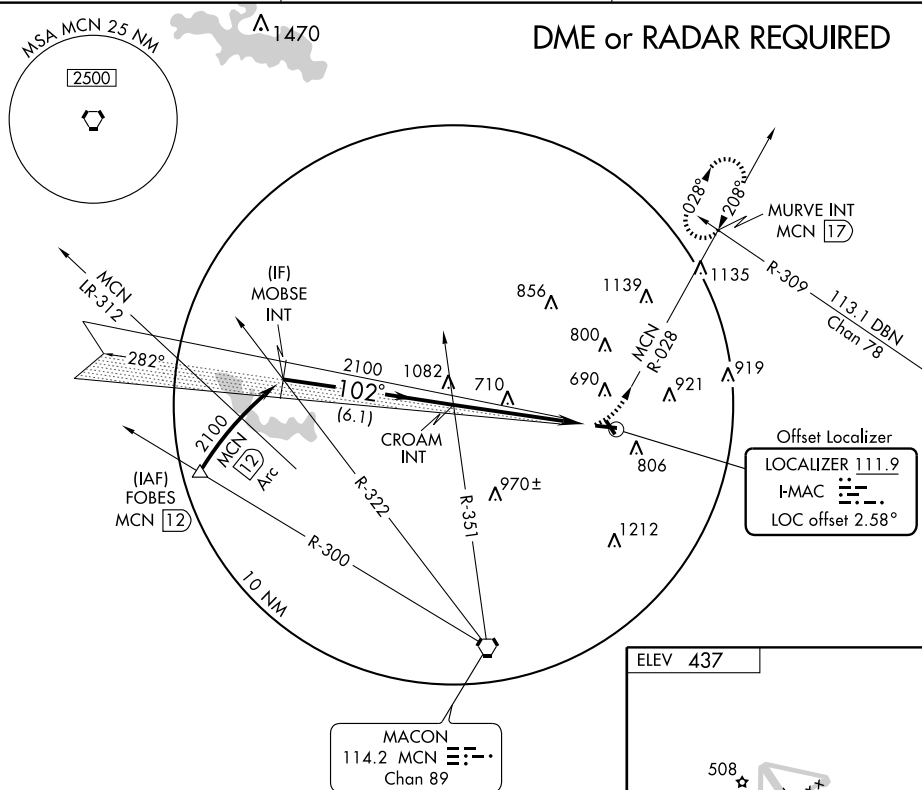 MSA MCN 25 NM
2500
1470
DME or RADAR REQUIRED
028°
208°
MURVE INT
MCN 17
1135
R-309
113.1 DBN
Chan 78
MCN
R-028
MCN
LR-312
(IF)
MOBSE
INT
856
1139
800
282°
2100
1082
710
690
921
919
102°
(6.1)
CROAM
INT
2100
MCN
12
Arc
806
(IAF)
FOBES
MCN 12
R-322
R-351
970±
R-300
1212
10 NM
Offset Localizer
LOCALIZER 111.9
I-MAC
LOC offset 2.58°
MACON
114.2 MCN
Chan 89
ELEV 437
508